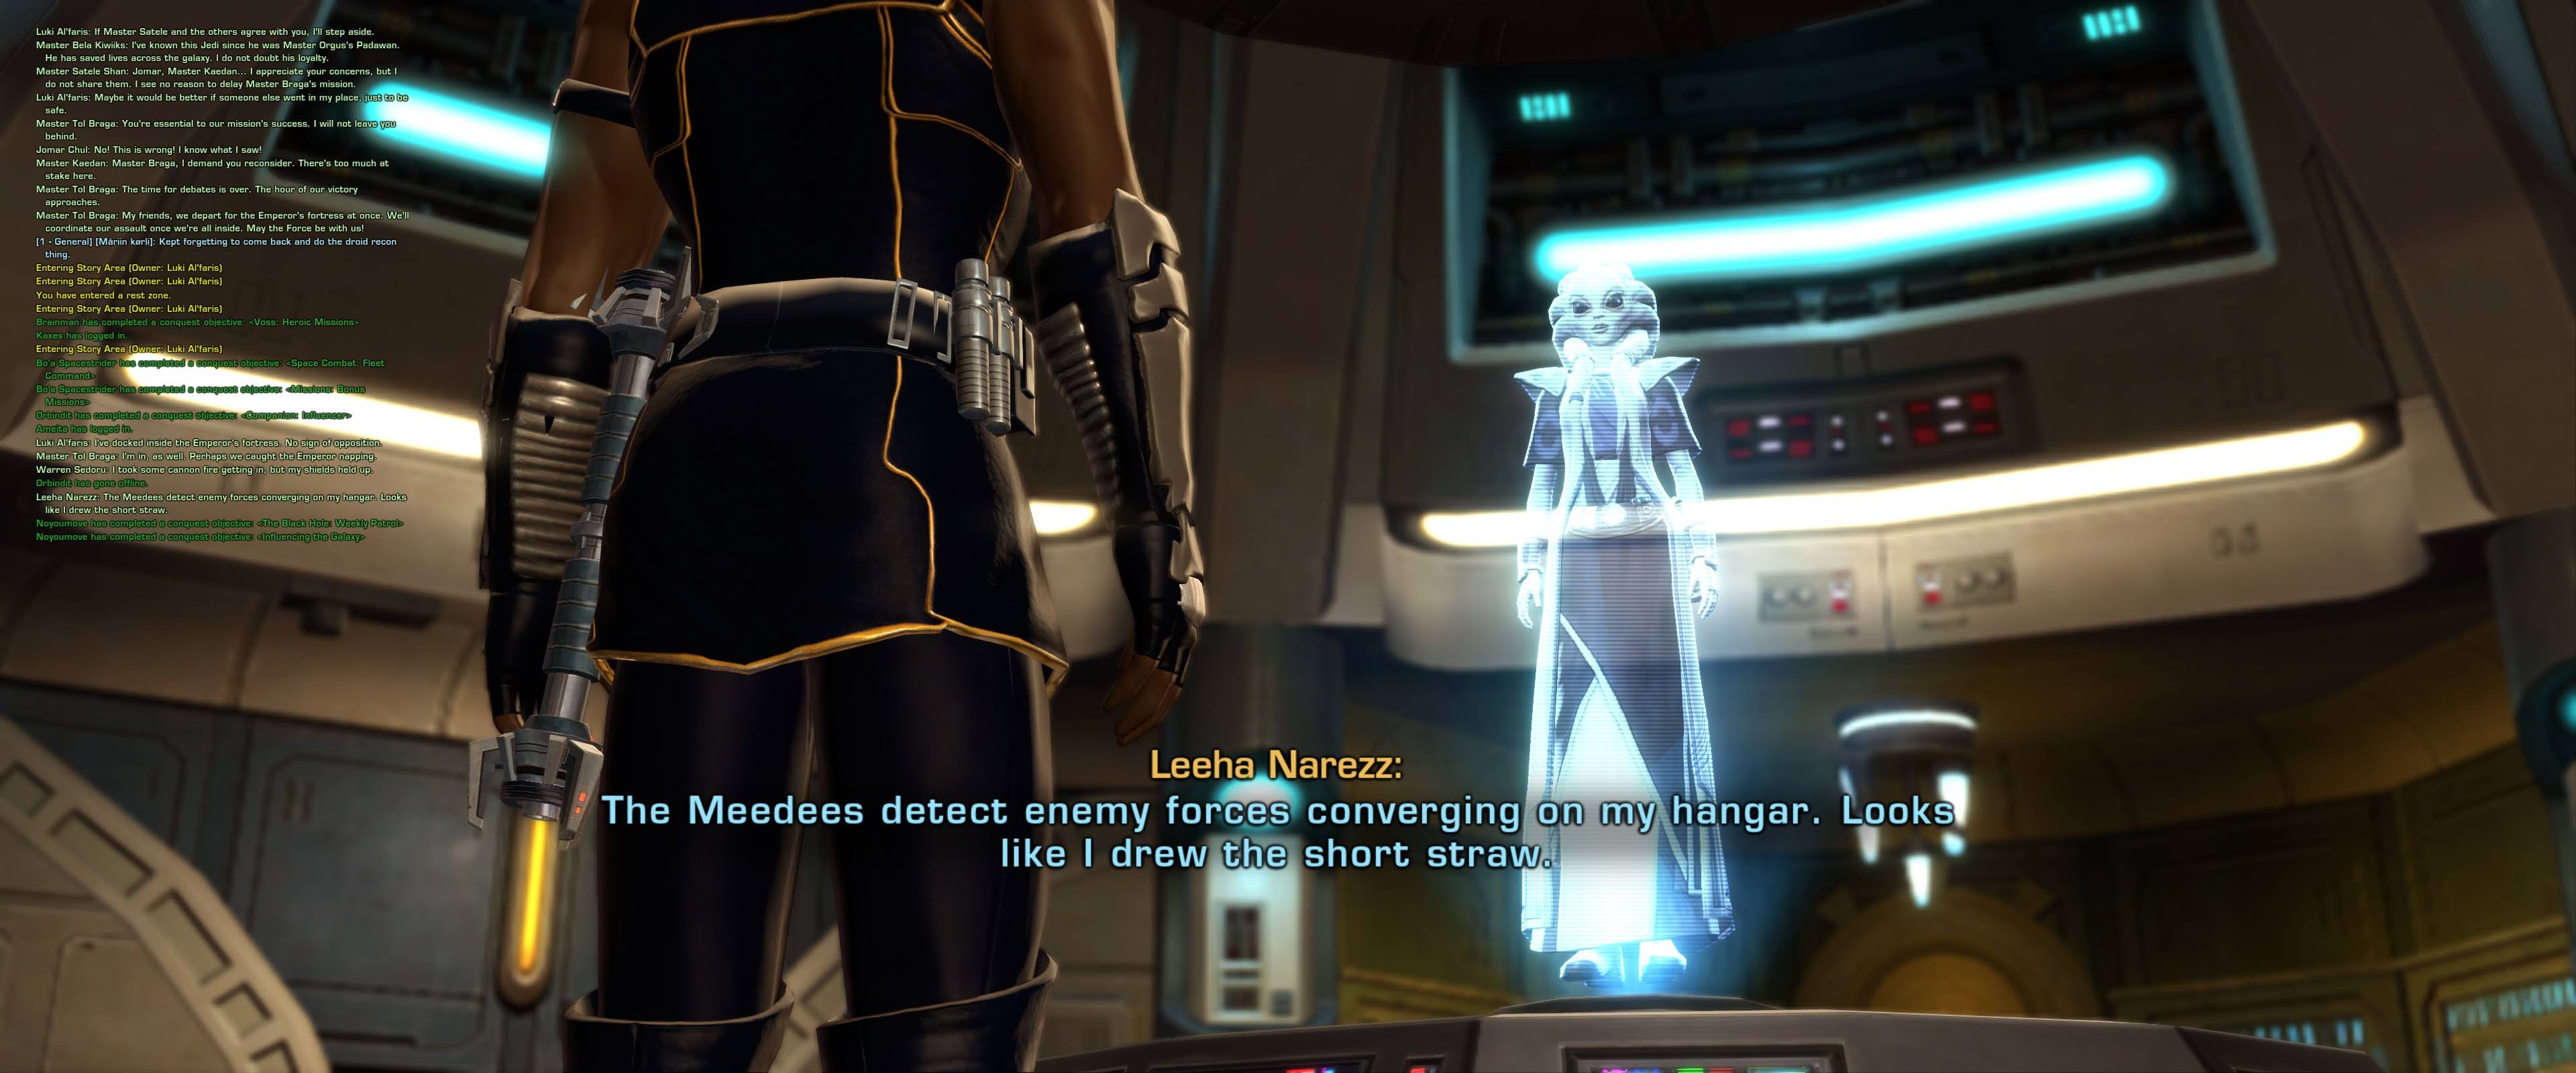 Luki Al'faris: If Master Satele and the others agree with you, I'll step aside.
Master Bela Kiwiiks: I've known this Jedi since he was Master Orgus's Padawan.
He has saved lives across the galaxy. I do not doubt his loyalty.
Master Satele Shan: Jomar, Master Kaedan... I appreciate your concerns, but I
do not share them. I see no reason to delay Master Braga's mission.
Luki Al'faris: Maybe it would be better if someone else went in my place, just to be
safe.
Master Tol Braga: You're essential to our mission's success. I will not leave you
behind.
Jomar Chul: No! This is wrong! I know what I saw!
Master Kaedan: Master Braga, I demand you reconsider. There's too much at
stake here.
Master Tol Braga: The time for debates is over. The hour of our victory
approaches.
Master Tol Braga: My friends, we depart for the Emperor's fortress at once. We'll
coordinate our assault once we're all inside. May the Force be with us!
[1 - General] [Máriin kørli]: Kept forgetting to come back and do the droid recon
thing.
Entering Story Area (Owner: Luki Al'faris)
Entering Story Area (Owner: Luki Al'faris)
You have entered a rest zone.
Entering Story Area (Owner: Luki Al'faris)
Brainman has completed a conquest objective: <Voss: Heroic Missions>
Kaxes has logged in.
Entering Story Area (Owner: Luki Al'faris)
Bo'a Spacestrider has completed a conquest objective: <Space Combat: Fleet
Command>
Bo'a Spacestrider has completed a conquest objective: <Missions: Bonus
Missions>
Orbindit has completed a conquest objective: <Companion: Influencer>
Ameita has logged in.
Luki Al'faris: I've docked inside the Emperor's fortress. No sign of opposition.
Master Tol Braga: I'm in, as well. Perhaps we caught the Emperor napping.
Warren Sedoru: I took some cannon fire getting in, but my shields held up.
Orbindit has gone offline.
Leeha Narezz: The Meedees detect enemy forces converging on my hangar. Looks
like I drew the short straw.
Noyoumove has completed a conquest objective: <The Black Hole: Weekly Patrol>
Noyoumove has completed a conquest objective: <Influencing the Galaxy>
Leeha Narezz:
The Meedees detect enemy forces converging on my hangar. Looks
like I drew the short straw.